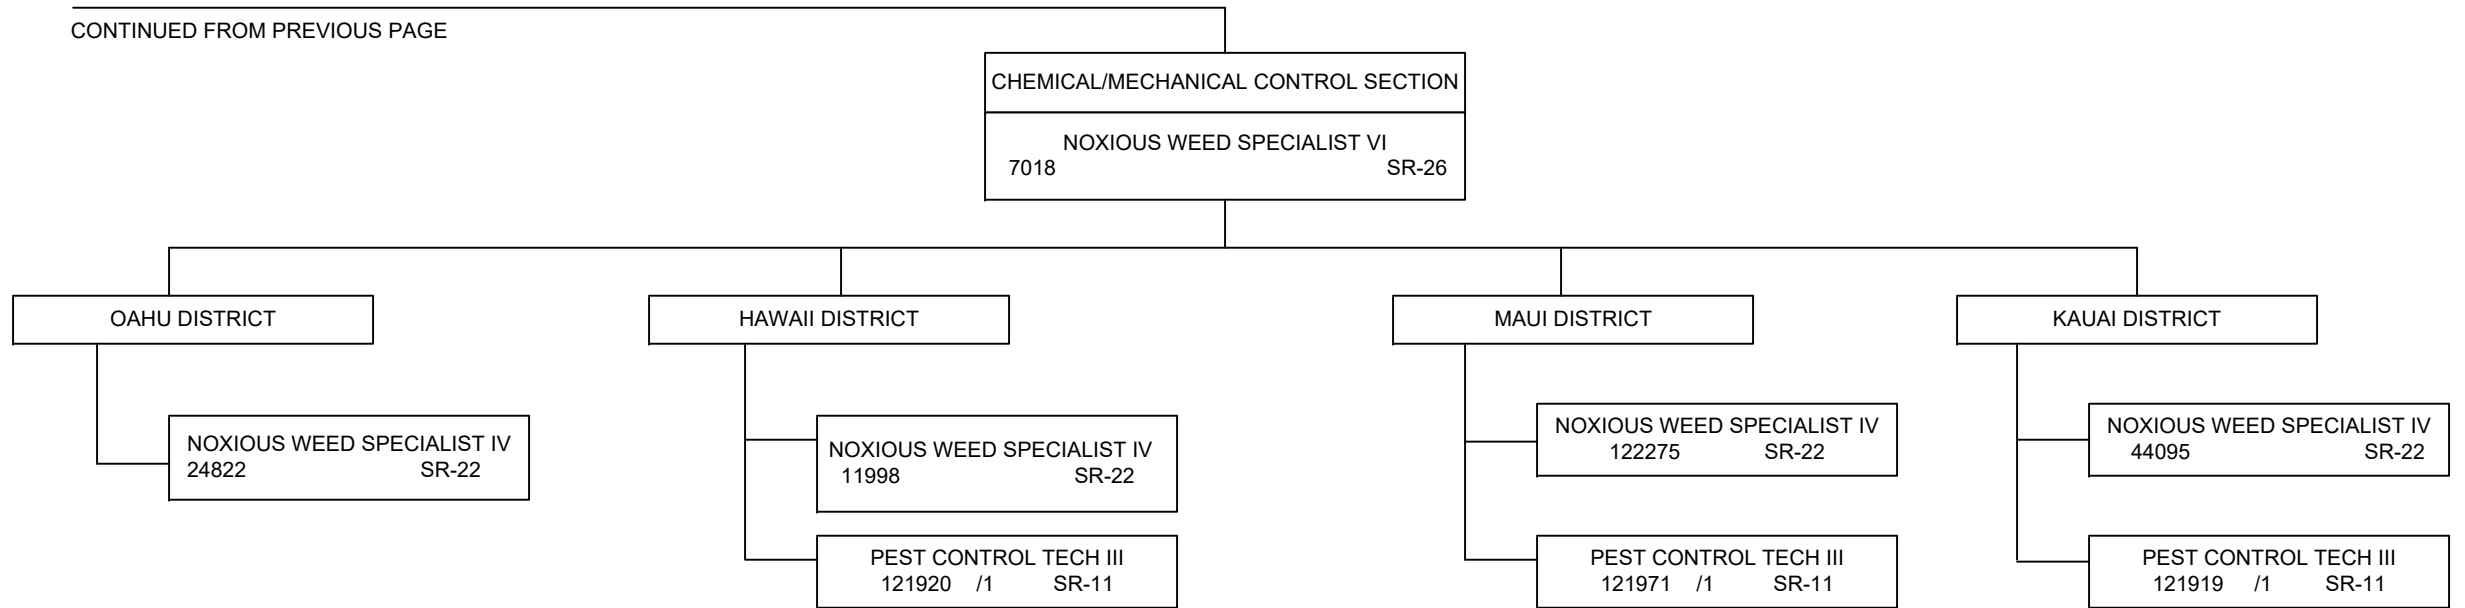 CONTINUED FROM PREVIOUS PAGE
CHEMICAL/MECHANICAL CONTROL SECTION
NOXIOUS WEED SPECIALIST VI
7018 SR-26
OAHU DISTRICT
NOXIOUS WEED SPECIALIST IV
24822 SR-22
HAWAII DISTRICT
NOXIOUS WEED SPECIALIST IV
11998 SR-22
PEST CONTROL TECH III
121920 /1 SR-11
MAUI DISTRICT
NOXIOUS WEED SPECIALIST IV
122275 SR-22
PEST CONTROL TECH III
121971 /1 SR-11
KAUAI DISTRICT
NOXIOUS WEED SPECIALIST IV
44095 SR-22
PEST CONTROL TECH III
121919 /1 SR-11